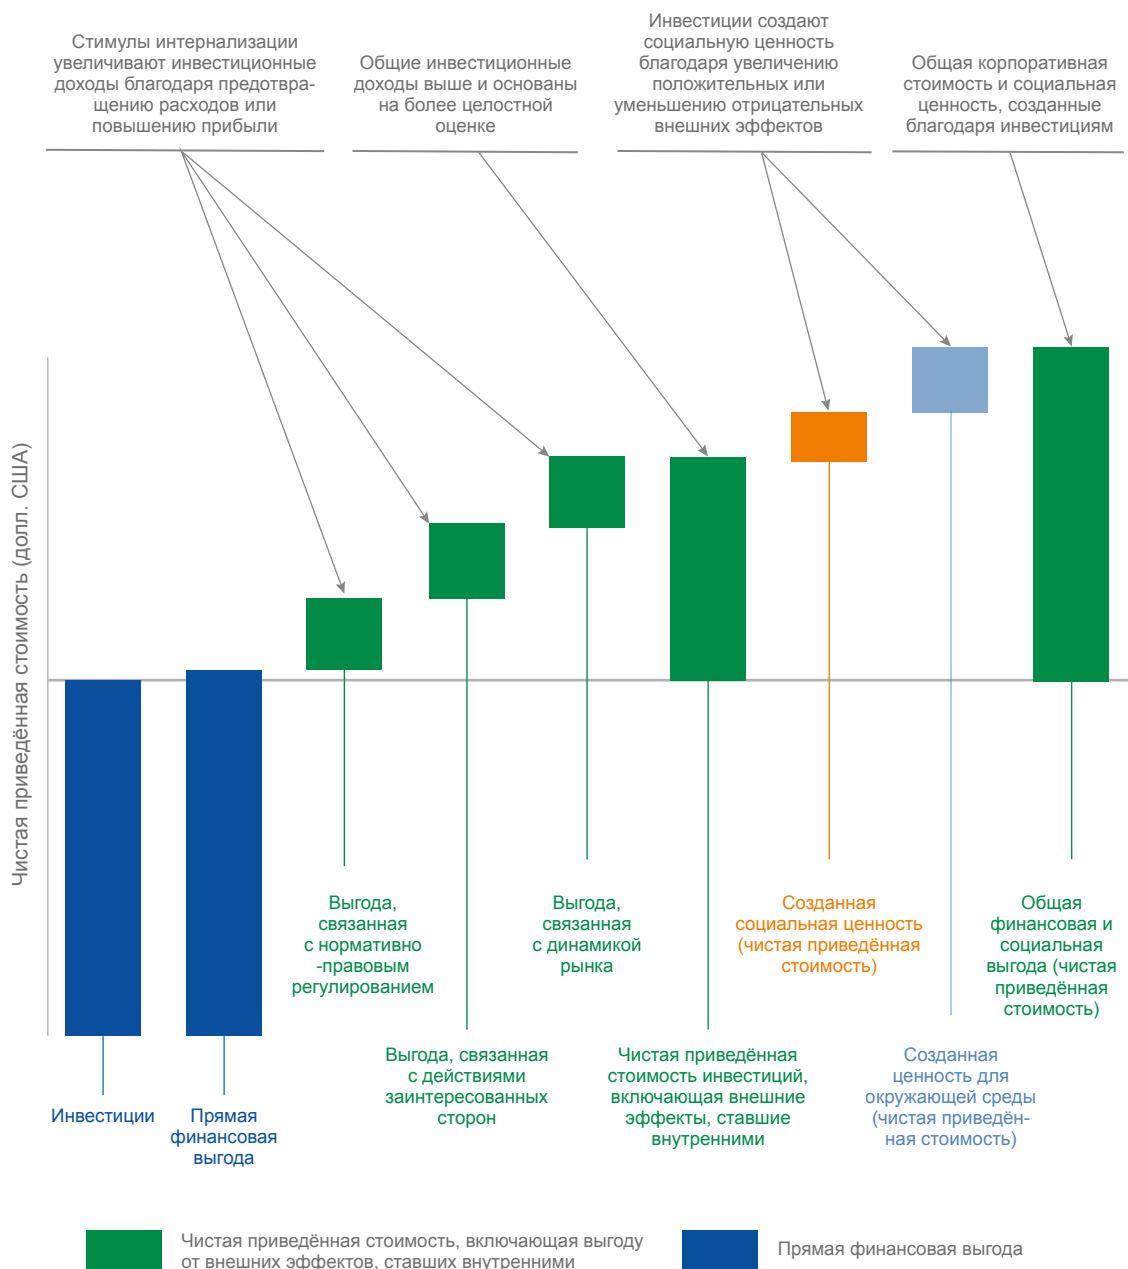 Стимулы интернализации
увеличивают инвестиционные
доходы благодаря предотвра-
щению расходов или
повышению прибыли
Общие инвестиционные
доходы выше и основаны
на более целостной
оценке
Инвестиции создают
социальную ценность
благодаря увеличению
положительных или
уменьшению отрицательных
внешних эффектов
Общая корпоративная
стоимость и социальная
ценность, созданные
благодаря инвестициям
Чистая приведённая стоимость (долл. США)
Инвестиции
Прямая
финансовая
выгода
Выгода,
связанная
с нормативно
-правовым
регулированием
Выгода, связанная
с действиями
заинтересованных
сторон
Выгода,
связанная
с динамикой
рынка
Чистая приведённая
стоимость инвестиций,
включающая внешние
эффекты, ставшие
внутренними
Созданная
социальная ценность
(чистая приведённая
стоимость)
Созданная
ценность для
окружающей среды
(чистая приведён-
ная стоимость)
Общая
финансовая и
социальная
выгода (чистая
приведённая
стоимость)
Чистая приведённая стоимость, включающая выгоду
от внешних эффектов, ставших внутренними
Прямая финансовая выгода